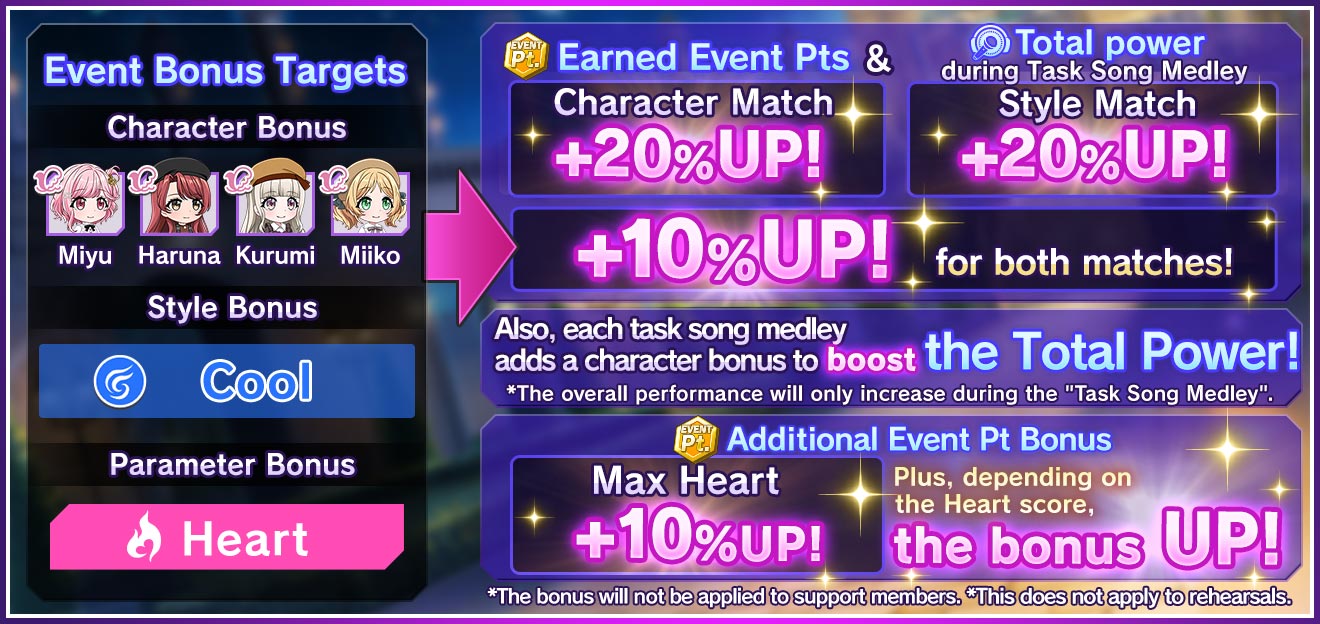 Event Bonus Targets
Character Bonus
Miyu Haruna Kurumi Miiko
Style Bonus
Cool
Parameter Bonus
Heart
EVENT Pt. Earned Event Pts & Total power
during Task Song Medley
Character Match
+20%UP!
Style Match
+20%UP!
+10%UP! for both matches!
Also, each task song medley
adds a character bonus to boost the Total Power!
*The overall performance will only increase during the "Task Song Medley".
EVENT Pt. Additional Event Pt Bonus
Max Heart
+10%UP!
Plus, depending on
the Heart score,
the bonus UP!
*The bonus will not be applied to support members. *This does not apply to rehearsals.